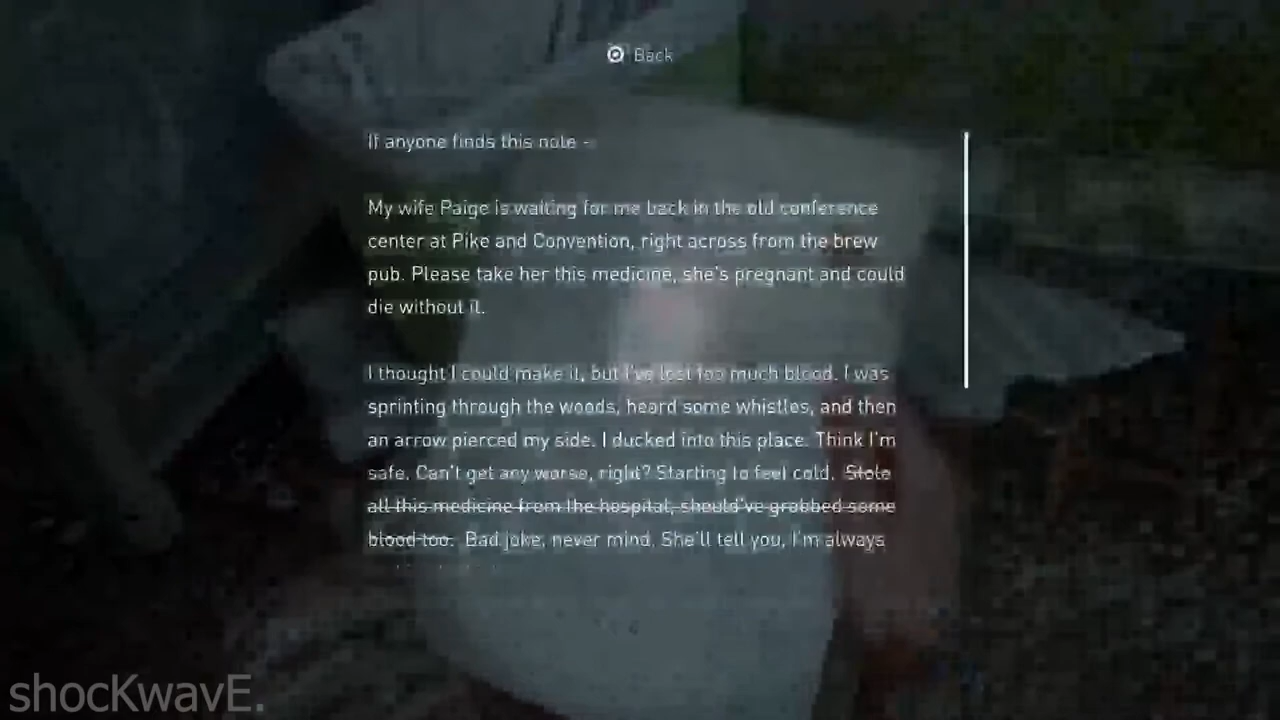 Back
If anyone finds this note -
My wife Paige is waiting for me back in the old conference
center at Pike and Convention, right across from the brew
pub. Please take her this medicine, she's pregnant and could
die without it.
I thought I could make it, but I've lost too much blood. I was
sprinting through the woods, heard some whistles, and then
an arrow pierced my side. I ducked into this place. Think I'm
safe. Can't get any worse, right? Starting to feel cold. Stole
all this medicine from the hospital, should've grabbed some
blood too. Bad joke, never mind. She'll tell you, I'm always
shocKwavE.